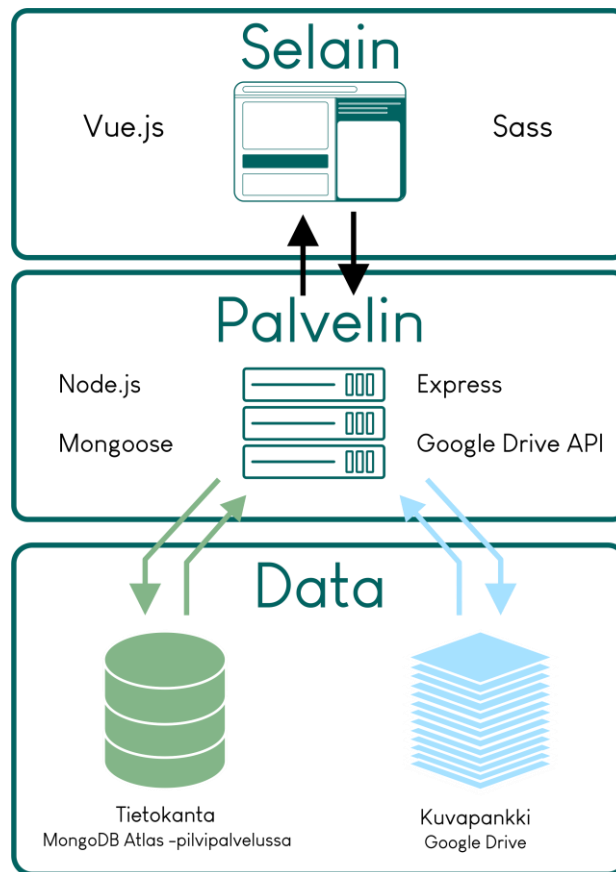 Selain
Vue.js
Sass
Palvelin
Node.js
Express
Mongoose
Google Drive API
Data
Tietokanta
MongoDB Atlas -pilvipalvelussa
Kuvapankki
Google Drive